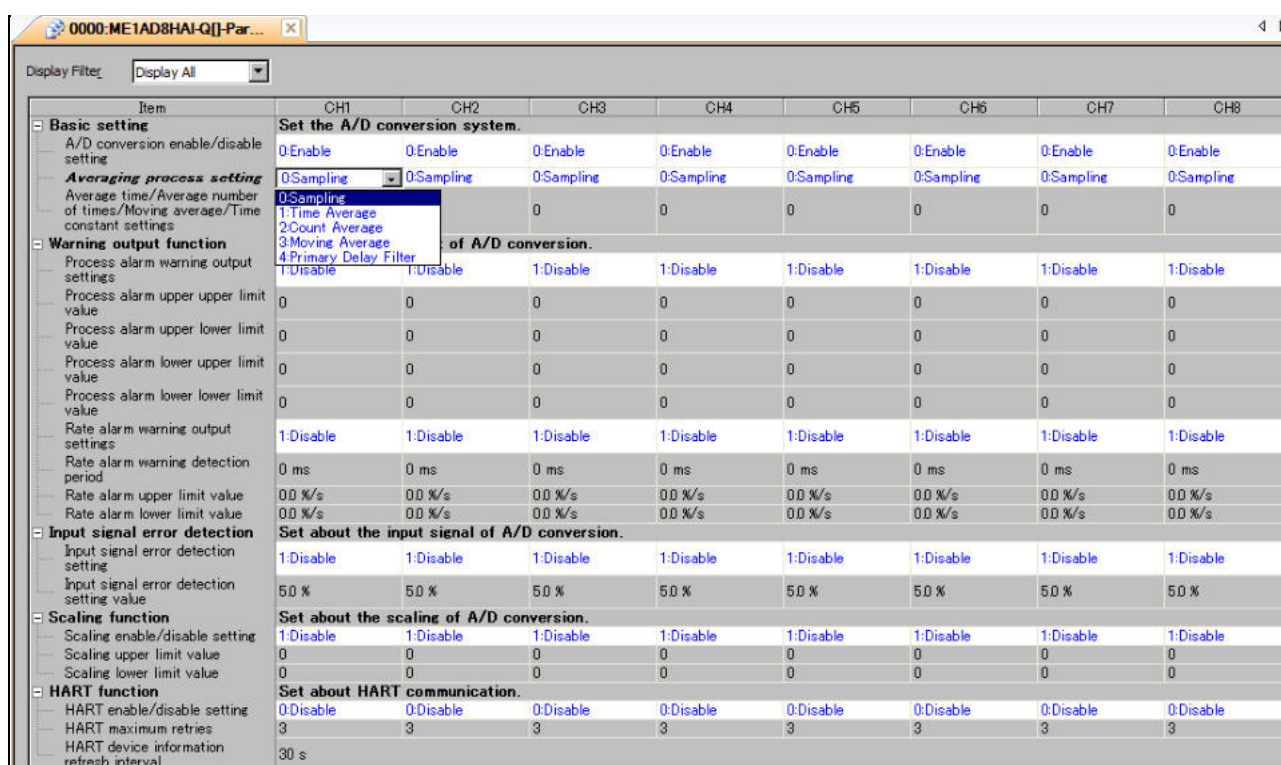 0000:ME1AD8HAI-Q[]-Par...
Display Filter Display All
Item CH1 CH2 CH3 CH4 CH5 CH6 CH7 CH8
Basic setting Set the A/D conversion system.
A/D conversion enable/disable
setting
0:Enable 0:Enable 0:Enable 0:Enable 0:Enable 0:Enable 0:Enable 0:Enable
Averaging process setting 0:Sampling 0:Sampling 0:Sampling 0:Sampling 0:Sampling 0:Sampling 0:Sampling 0:Sampling
0:Sampling
1:Time Average
2:Count Average
3:Moving Average
4:Primary Delay Filter
Average time/Average number
of times/Moving average/Time
constant settings
0 0 0 0 0 0
Warning output function of A/D conversion.
Process alarm warning output
settings
1:Disable 1:Disable 1:Disable 1:Disable 1:Disable 1:Disable 1:Disable 1:Disable
Process alarm upper upper limit
value
0 0 0 0 0 0 0 0
Process alarm upper lower limit
value
0 0 0 0 0 0 0 0
Process alarm lower upper limit
value
0 0 0 0 0 0 0 0
Process alarm lower lower limit
value
0 0 0 0 0 0 0 0
Rate alarm warning output
settings
1:Disable 1:Disable 1:Disable 1:Disable 1:Disable 1:Disable 1:Disable 1:Disable
Rate alarm warning detection
period
0 ms 0 ms 0 ms 0 ms 0 ms 0 ms 0 ms 0 ms
Rate alarm upper limit value 0.0 %/s 0.0 %/s 0.0 %/s 0.0 %/s 0.0 %/s 0.0 %/s 0.0 %/s 0.0 %/s
Rate alarm lower limit value 0.0 %/s 0.0 %/s 0.0 %/s 0.0 %/s 0.0 %/s 0.0 %/s 0.0 %/s 0.0 %/s
Input signal error detection Set about the input signal of A/D conversion.
Input signal error detection
setting
1:Disable 1:Disable 1:Disable 1:Disable 1:Disable 1:Disable 1:Disable 1:Disable
Input signal error detection
setting value
5.0 % 5.0 % 5.0 % 5.0 % 5.0 % 5.0 % 5.0 % 5.0 %
Scaling function Set about the scaling of A/D conversion.
Scaling enable/disable setting 1:Disable 1:Disable 1:Disable 1:Disable 1:Disable 1:Disable 1:Disable 1:Disable
Scaling upper limit value 0 0 0 0 0 0 0 0
Scaling lower limit value 0 0 0 0 0 0 0 0
HART function Set about HART communication.
HART enable/disable setting 0:Disable 0:Disable 0:Disable 0:Disable 0:Disable 0:Disable 0:Disable 0:Disable
HART maximum retries 3 3 3 3 3 3 3 3
HART device information
refresh interval
30 s